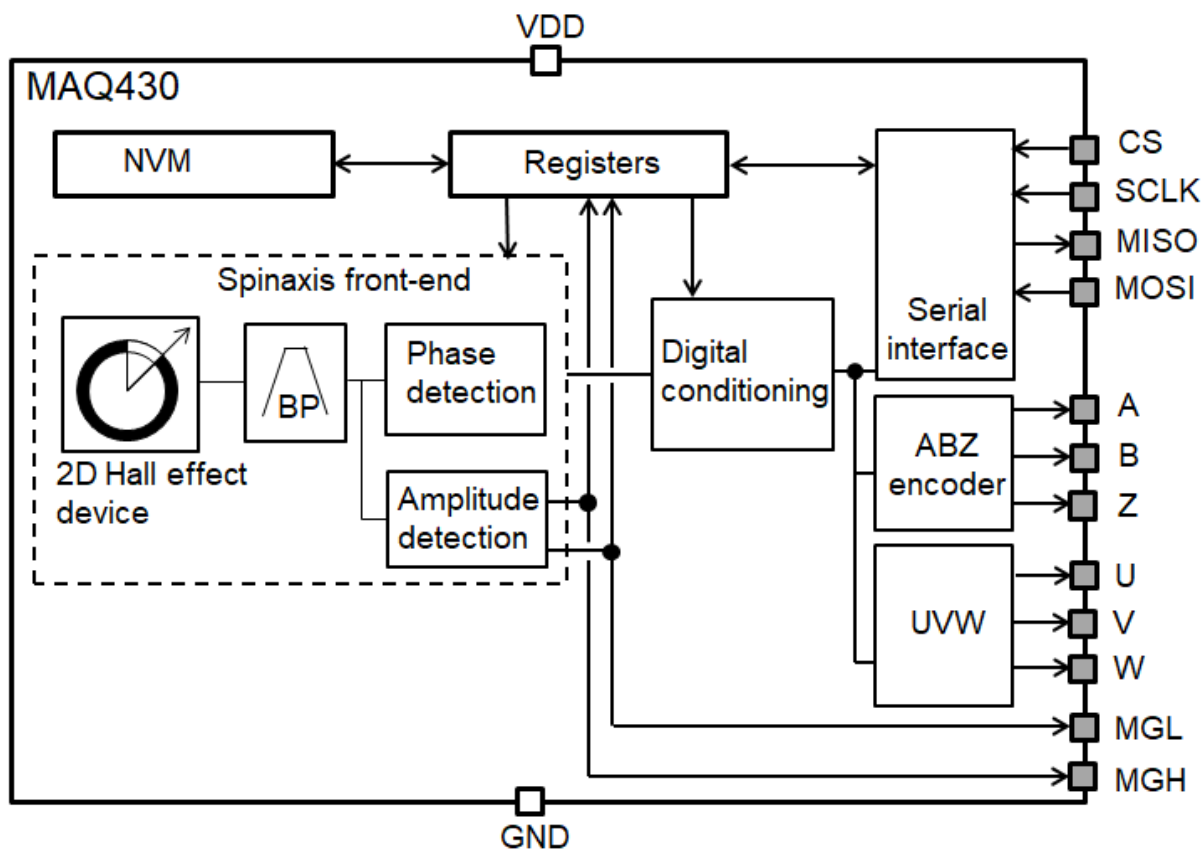 VDD
MAQ430
NVM
Registers
CS
SCLK
MISO
MOSI
Serial
interface
Spinaxis front-end
Phase
detection
BP
2D Hall effect
device
Amplitude
detection
Digital
conditioning
ABZ
encoder
A
B
Z
UVW
U
V
W
MGL
MGH
GND